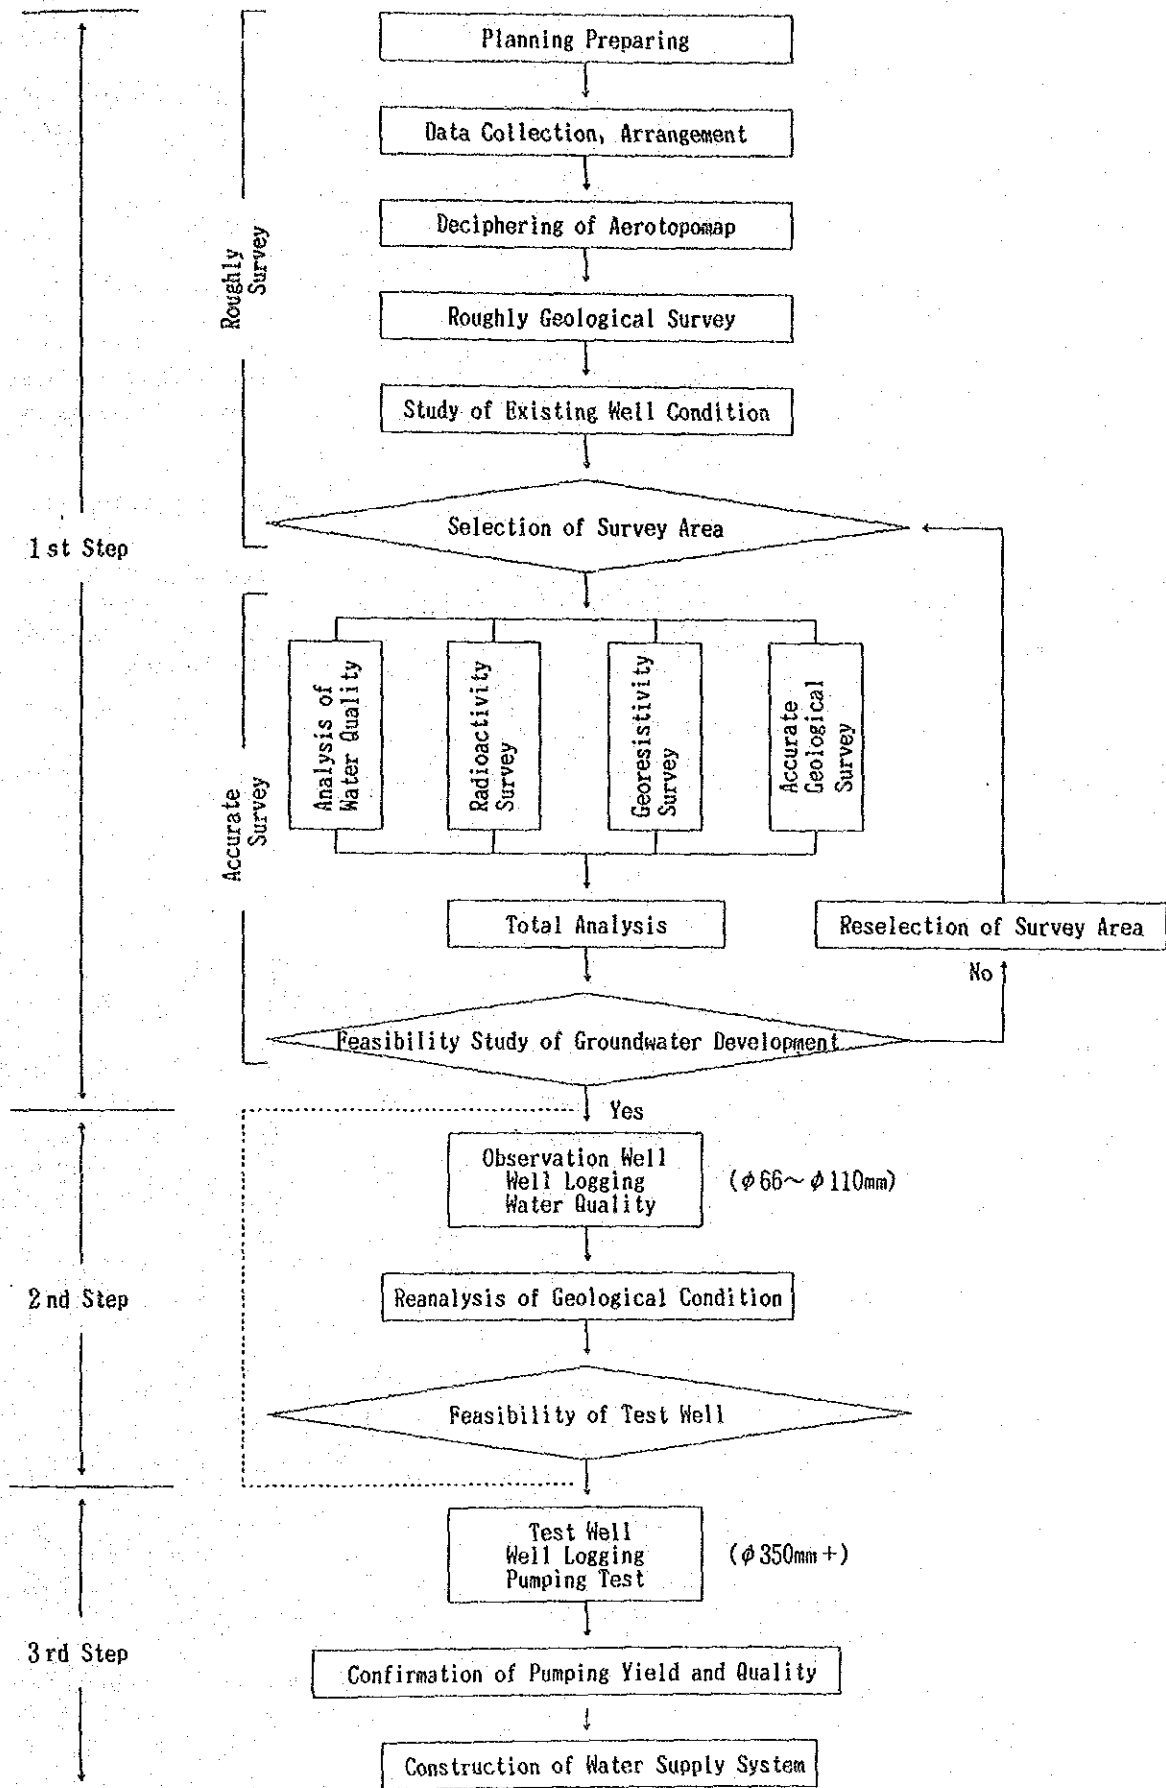 Planning Preparing
Data Collection, Arrangement
Deciphering of Aerotopomap
Roughly
Survey
Roughly Geological Survey
Study of Existing Well Condition
Selection of Survey Area
1st Step
Analysis of
Water Quality
Radioactivity
Survey
Georesistivity
Survey
Accurate
Geological
Survey
Accurate
Survey
Total Analysis
Reselection of Survey Area
No
Feasibility Study of Groundwater Development
Yes
Observation Well
Well Logging
Water Quality
(φ66～φ110mm)
2nd Step
Reanalysis of Geological Condition
Feasibility of Test Well
Test Well
Well Logging
Pumping Test
(φ350mm+)
3rd Step
Confirmation of Pumping Yield and Quality
Construction of Water Supply System